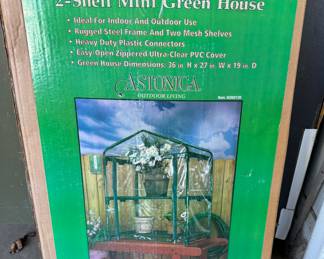 2-Shelf Mini Green House
• Ideal For Indoor And Outdoor Use
• Rugged Steel Frame And Two Mesh Shelves
• Heavy Duty Plastic Connectors
• Easy-Open Zippered Ultra-Clear PVC Cover
• Green House Dimensions: 36 in. H x 27 in. W x 19 in. D
ASTONICA
OUTDOOR LIVING